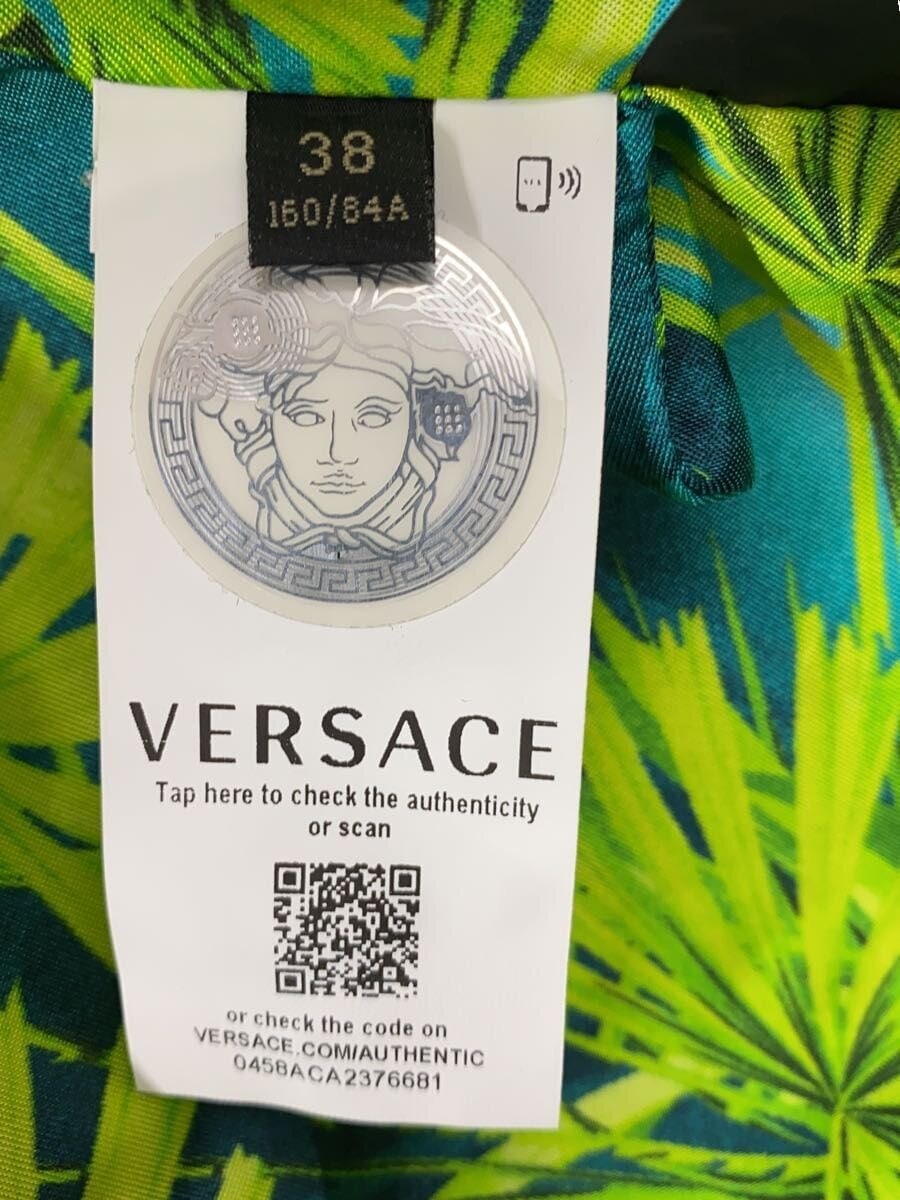 38
160/84A
VERSACE
Tap here to check the authenticity
or scan
or check the code on
VERSACE.COM/AUTHENTIC
0458ACA2376681